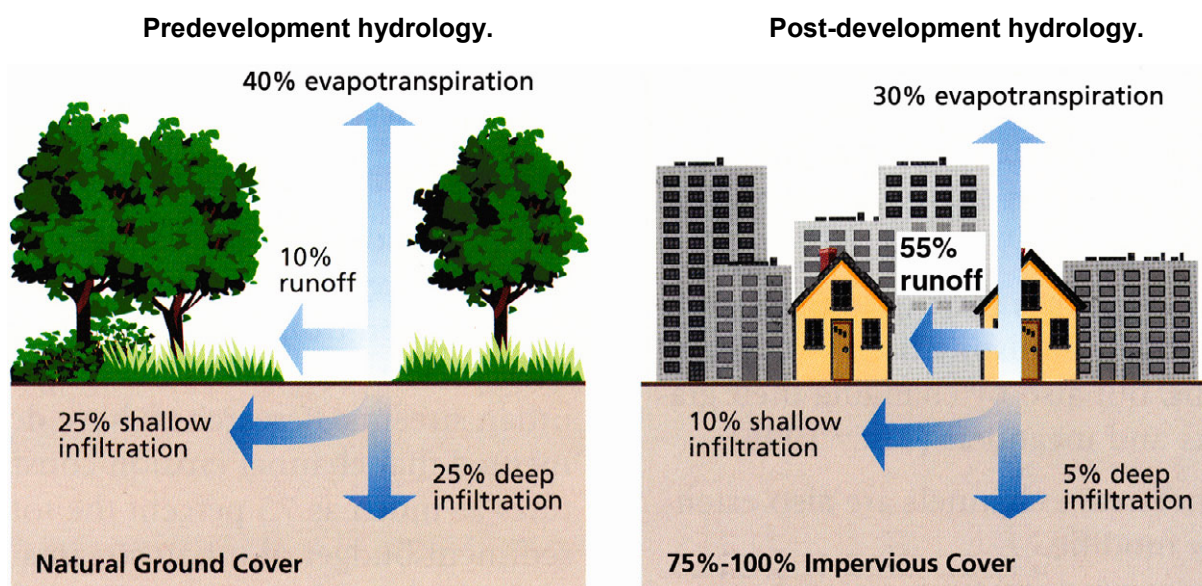 Predevelopment hydrology.
40% evapotranspiration
10%
runoff
25% shallow
infiltration
25% deep
infiltration
Natural Ground Cover
Post-development hydrology.
30% evapotranspiration
55%
runoff
10% shallow
infiltration
5% deep
infiltration
75%-100% Impervious Cover